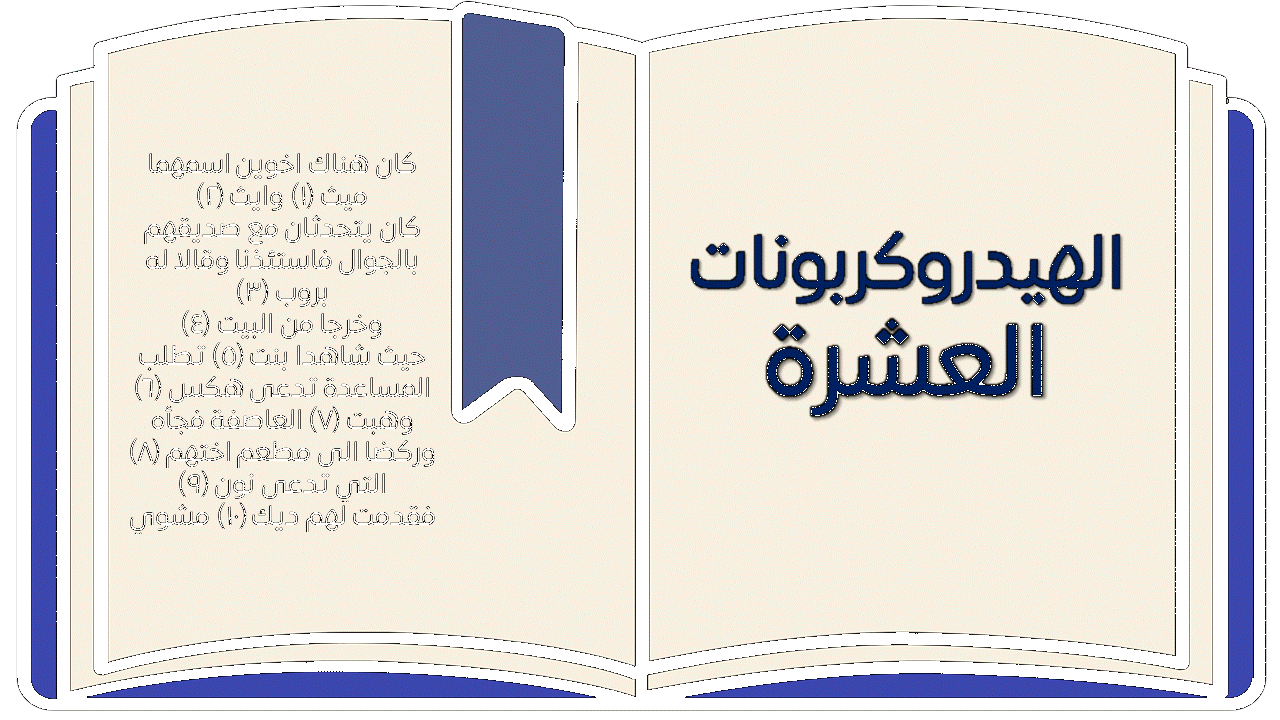 الهيدروكربونات
العشرة
كان هناك اخوين اسمهما
ميث (١) وايث (٢)
كان يتحدثان مع صديقهم
بالجوال فاستئذنا وقالد له
بروب (٣)
وخرجا من البيت (٤)
حيث شاهدا بنت (٥) تطلب
المساعدة تدعى هكس (٦)
وهبت (٧) العاصفة فجأه
وركضا الى مطعم اختهم (٨)
التي تدعى نون (٩)
فقدمت لهم ديك (١٠) مشوي